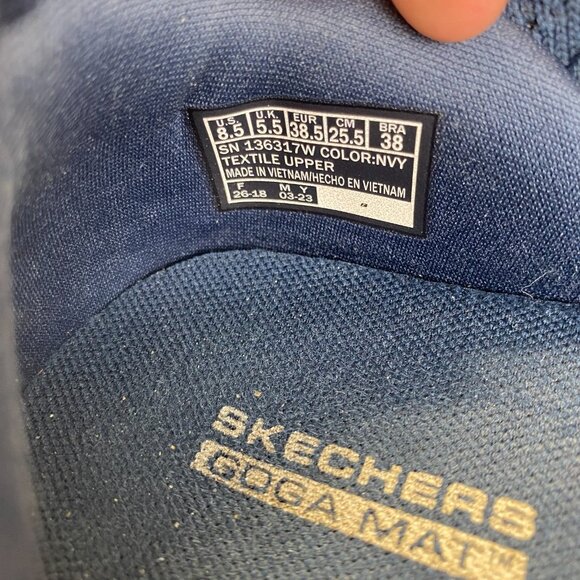 U.S. U.K. EUR CM BRA
8.5 5.5 38.5 25.5 38
SN 136317W COLOR:NVY
TEXTILE UPPER
MADE IN VIETNAM/HECHO EN VIETNAM
F M Y
26-18 03-23
SKECHERS
GOGA MAT